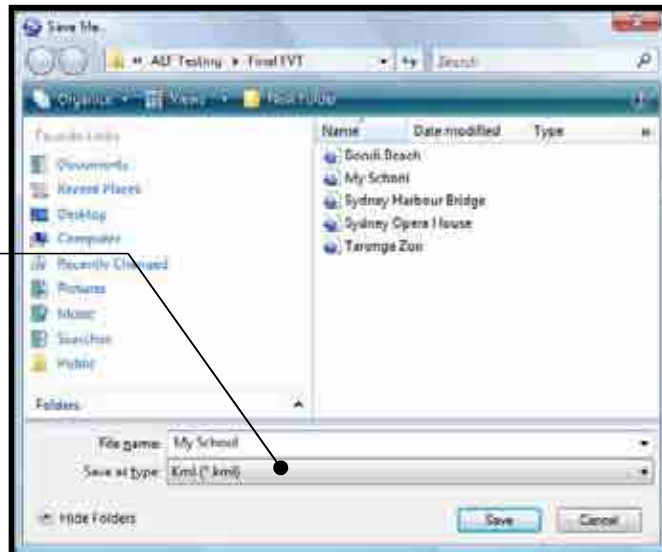 Save file...
« ALF Testing ▸ Final EVT
Search
Organize Views New Folder
Favorite Links
Documents
Recent Places
Desktop
Computer
Recently Changed
Pictures
Music
Searches
Public
Folders
Name Date modified Type »
Bondi Beach
My School
Sydney Harbour Bridge
Sydney Opera House
Taronga Zoo
File name: My School
Save as type: Kml (*.kml)
Hide Folders
Save Cancel